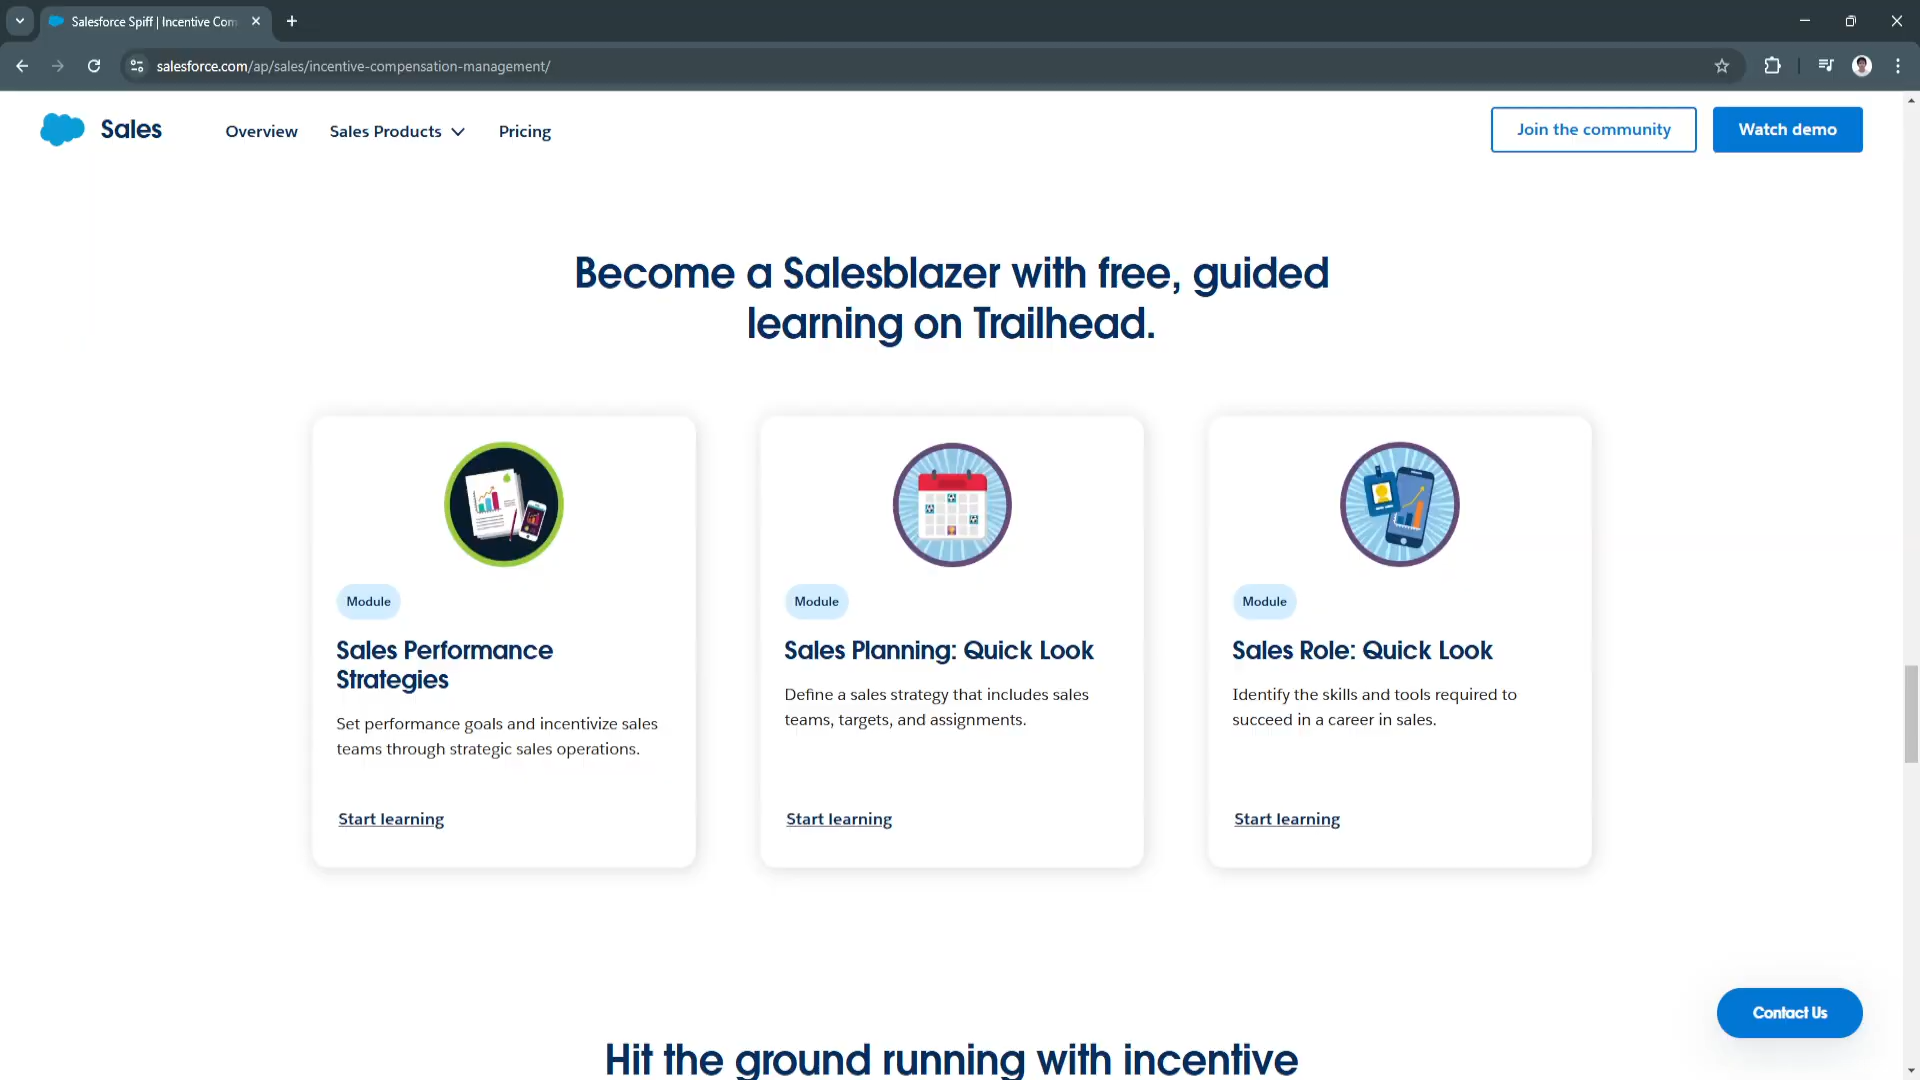 Salesforce Spiff | Incentive Com
salesforce.com/ap/sales/incentive-compensation-management/
Sales
Overview
Sales Products
Pricing
Join the community
Watch demo
Become a Salesblazer with free, guided
learning on Trailhead.
Module
Sales Performance
Strategies
Set performance goals and incentivize sales
teams through strategic sales operations.
Start learning
Module
Sales Planning: Quick Look
Define a sales strategy that includes sales
teams, targets, and assignments.
Start learning
Module
Sales Role: Quick Look
Identify the skills and tools required to
succeed in a career in sales.
Start learning
Contact Us
Hit the ground running with incentive